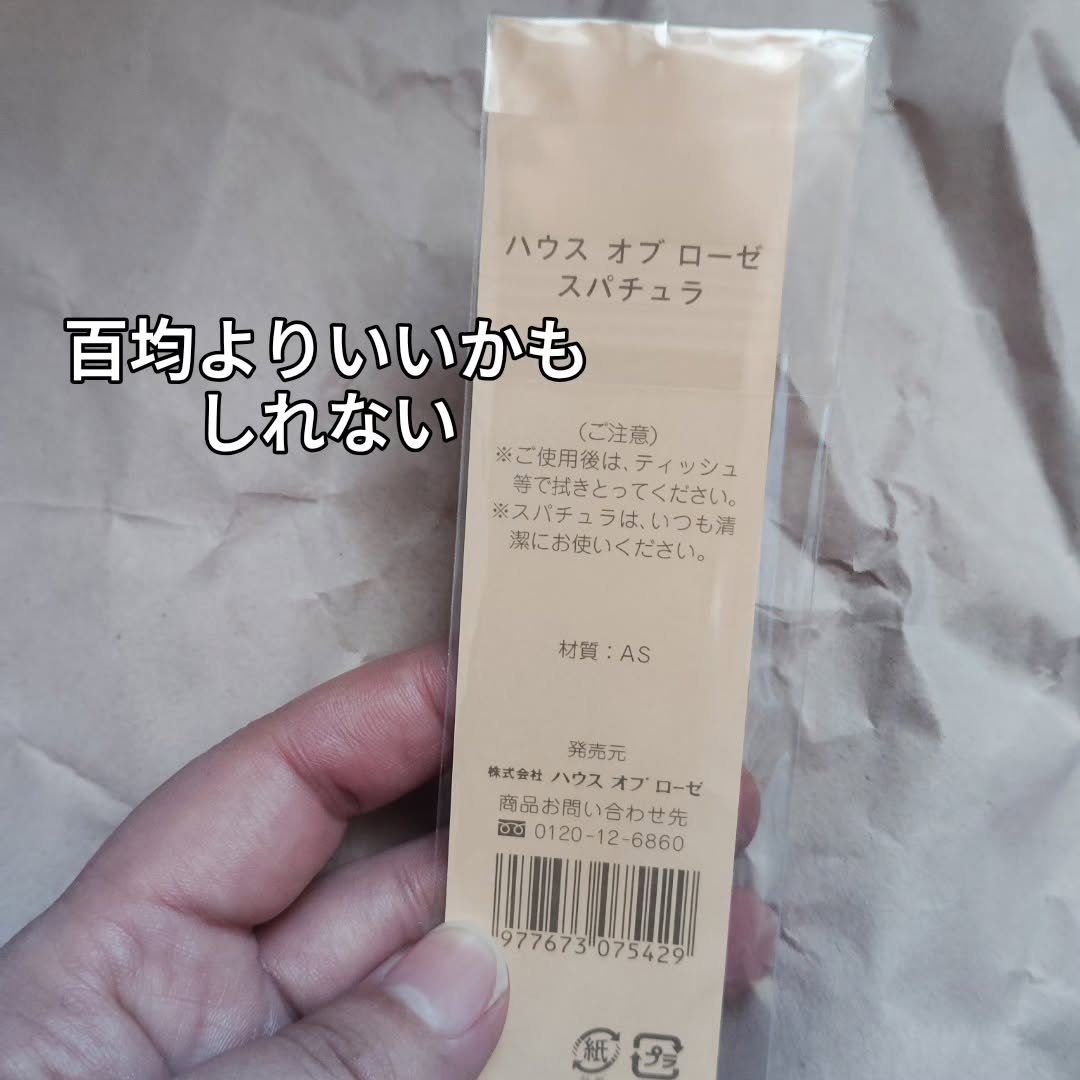 ハウス オブ ローゼ
スパチュラ
百均よりいいかも
しれない
(ご注意)
※ご使用後は、ティッシュ
等で拭きとってください。
※スパチュラは、いつも清
潔にお使いください。
材質：AS
発売元
株式会社 ハウス オブ ローゼ
商品お問い合わせ先
0120-12-6860
977673 075429
紙 プラ